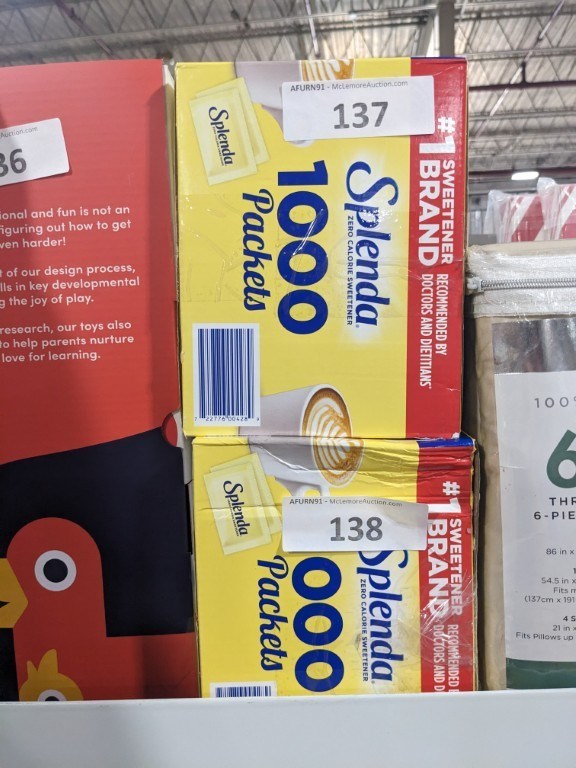 Auction.com
36
ional and fun is not an
figuring out how to get
ven harder!
t of our design process,
lls in key developmental
g the joy of play.
research, our toys also
to help parents nurture
love for learning.
AFURN91 - McLemoreAuction.com
137
Splenda
1000
Packets
Splenda
ZERO CALORIE SWEETENER
#1 SWEETENER
BRAND
RECOMMENDED BY
DOCTORS AND DIETITIANS*
AFURN91 - McLemoreAuction.com
138
Splenda
000
Packets
Splenda
ZERO CALORIE SWEETENER
#1 SWEETENER
BRAND
RECOMMENDED B
DOCTORS AND D
100%
6
THR
6-PIE
86 in x
54.5 in x
Fits m
(137cm x 191
4 S
21 in x
Fits Pillows up